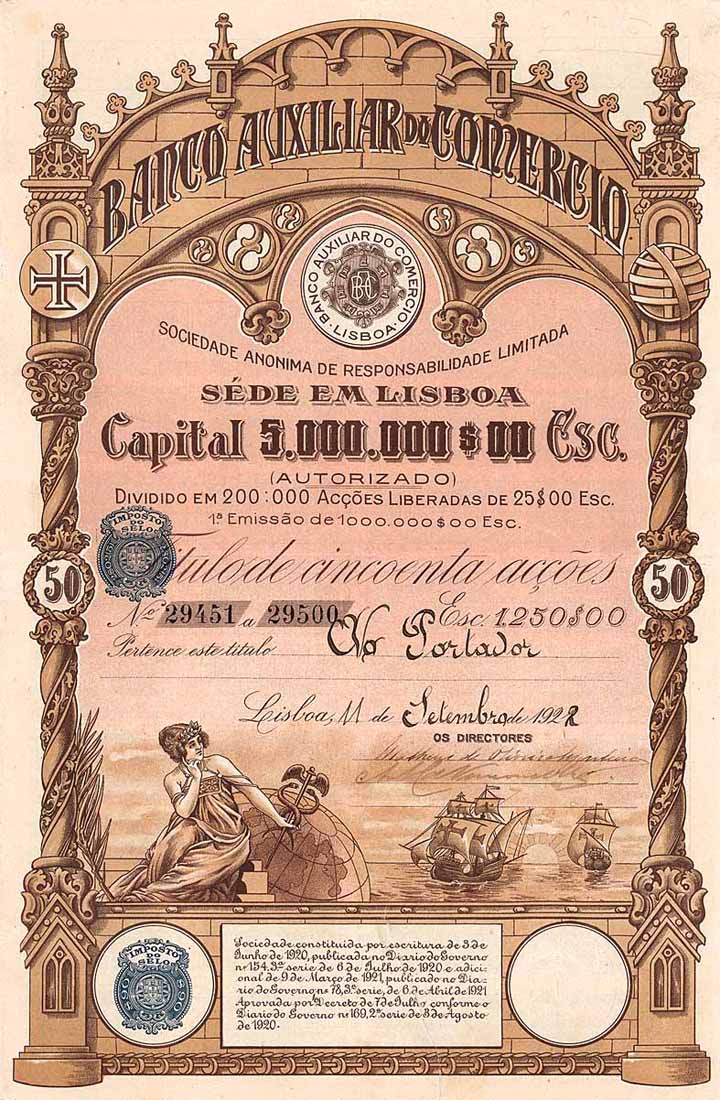 BANCO AUXILIAR DO COMERCIO
BANCO AUXILIAR DO COMERCIO
LISBOA
SOCIEDADE ANONIMA DE RESPONSABILIDADE LIMITADA
SÉDE EM LISBOA
Capital 5.000.000$00 Esc.
(AUTORIZADO)
DIVIDIDO EM 200:000 ACÇÕES LIBERADAS DE 25$00 ESC.
1ª Emissão de 1000.000$00 Esc.
IMPOSTO DO SÊLO
Titulo de cincoenta acções
50
50
Nos 29451 a 29500 Esc. 1.250$00
Pertence este titulo Ao Portador
Lisboa, 11 de Setembro de 1922
OS DIRECTORES
IMPOSTO DO SÊLO
Sociedade constituida por escritura de 3 de
Junho de 1920, publicada no Diario do Governo
nº 154, 3ª serie de 6 de Julho de 1920 e adici-
onal de 9 de Março de 1921, publicado no Dia-
rio do Governo nº 78, 3ª serie, de 6 de Abril de 1921
Aprovada por Decreto de 7 de Julho, conforme o
Diario do Governo nº 169, 2ª serie de 3 de Agosto
de 1920.